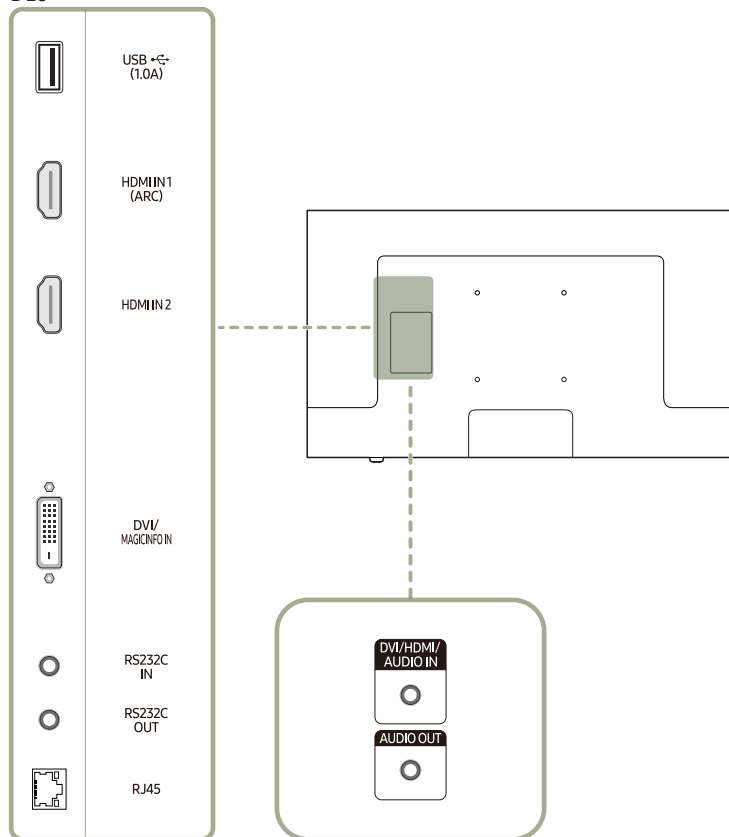 USB
(1.0A)
HDMI IN 1
(ARC)
HDMI IN 2
DVI/
MAGICINFO IN
RS232C
IN
RS232C
OUT
RJ45
DVI/HDMI/
AUDIO IN
AUDIO OUT